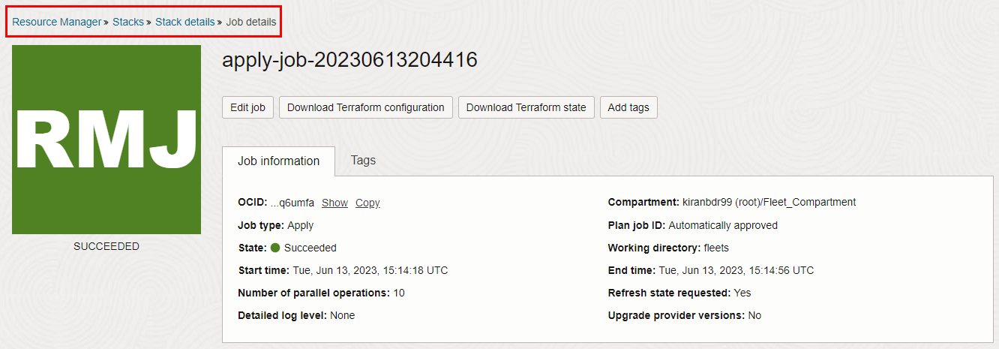 Resource Manager » Stacks » Stack details » Job details
RMJ
SUCCEEDED
apply-job-20230613204416
Edit job Download Terraform configuration Download Terraform state Add tags
Job information Tags
OCID: ...q6umfa Show Copy
Compartment: kiranbdr99 (root)/Fleet_Compartment
Job type: Apply
Plan job ID: Automatically approved
State: Succeeded
Working directory: fleets
Start time: Tue, Jun 13, 2023, 15:14:18 UTC
End time: Tue, Jun 13, 2023, 15:14:56 UTC
Number of parallel operations: 10
Refresh state requested: Yes
Detailed log level: None
Upgrade provider versions: No